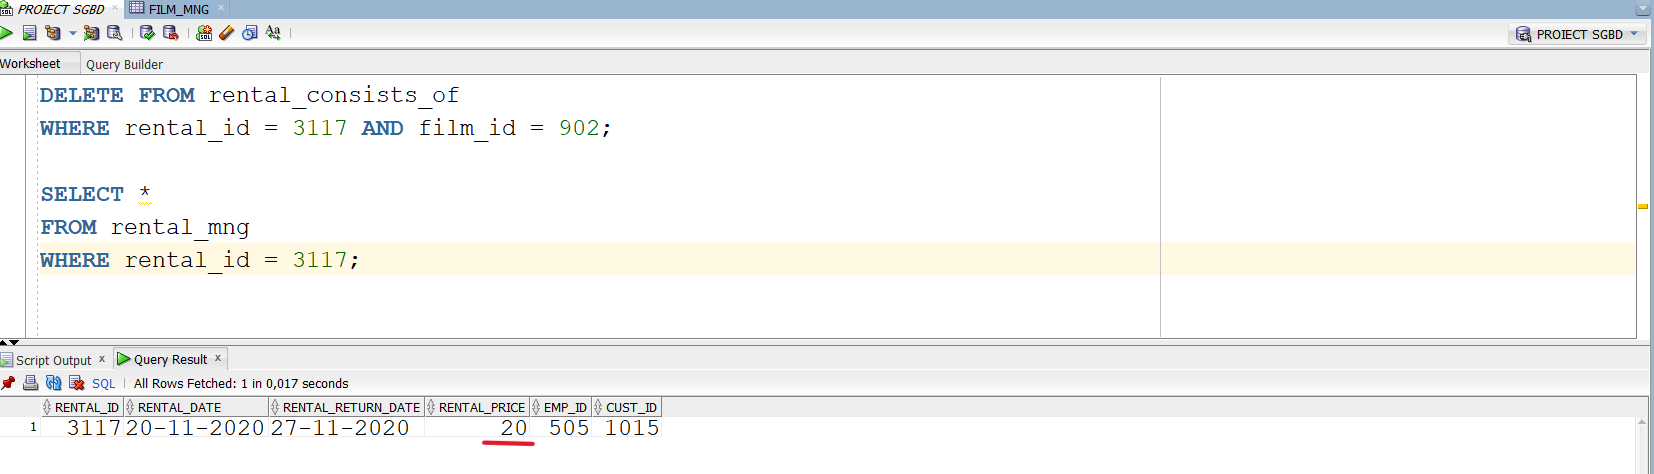 PROIECT SGBD FILM_MNG
PROIECT SGBD
Worksheet Query Builder
DELETE FROM rental_consists_of
WHERE rental_id = 3117 AND film_id = 902;
SELECT *
FROM rental_mng
WHERE rental_id = 3117;
Script Output x Query Result x
SQL | All Rows Fetched: 1 in 0,017 seconds
RENTAL_ID RENTAL_DATE RENTAL_RETURN_DATE RENTAL_PRICE EMP_ID CUST_ID
1 3117 20-11-2020 27-11-2020 20 505 1015